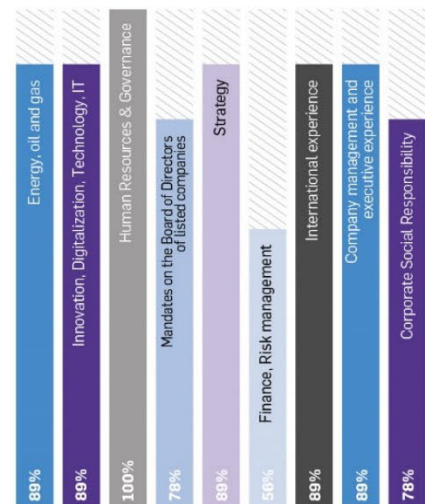 Energy, oil and gas
89%
Innovation, Digitalization, Technology, IT
89%
Human Resources & Governance
100%
Mandates on the Board of Directors
of listed companies
78%
Strategy
89%
Finance, Risk management
56%
International experience
89%
Company management and
executive experience
89%
Corporate Social Responsibility
78%